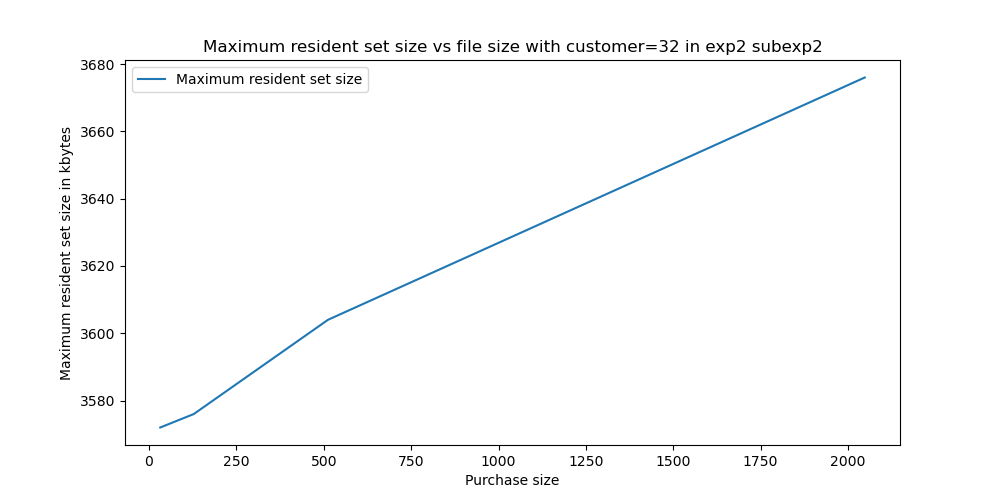 Maximum resident set size vs file size with customer=32 in exp2 subexp2
Maximum resident set size
Maximum resident set size in kbytes
3680
3660
3640
3620
3600
3580
0 250 500 750 1000 1250 1500 1750 2000
Purchase size